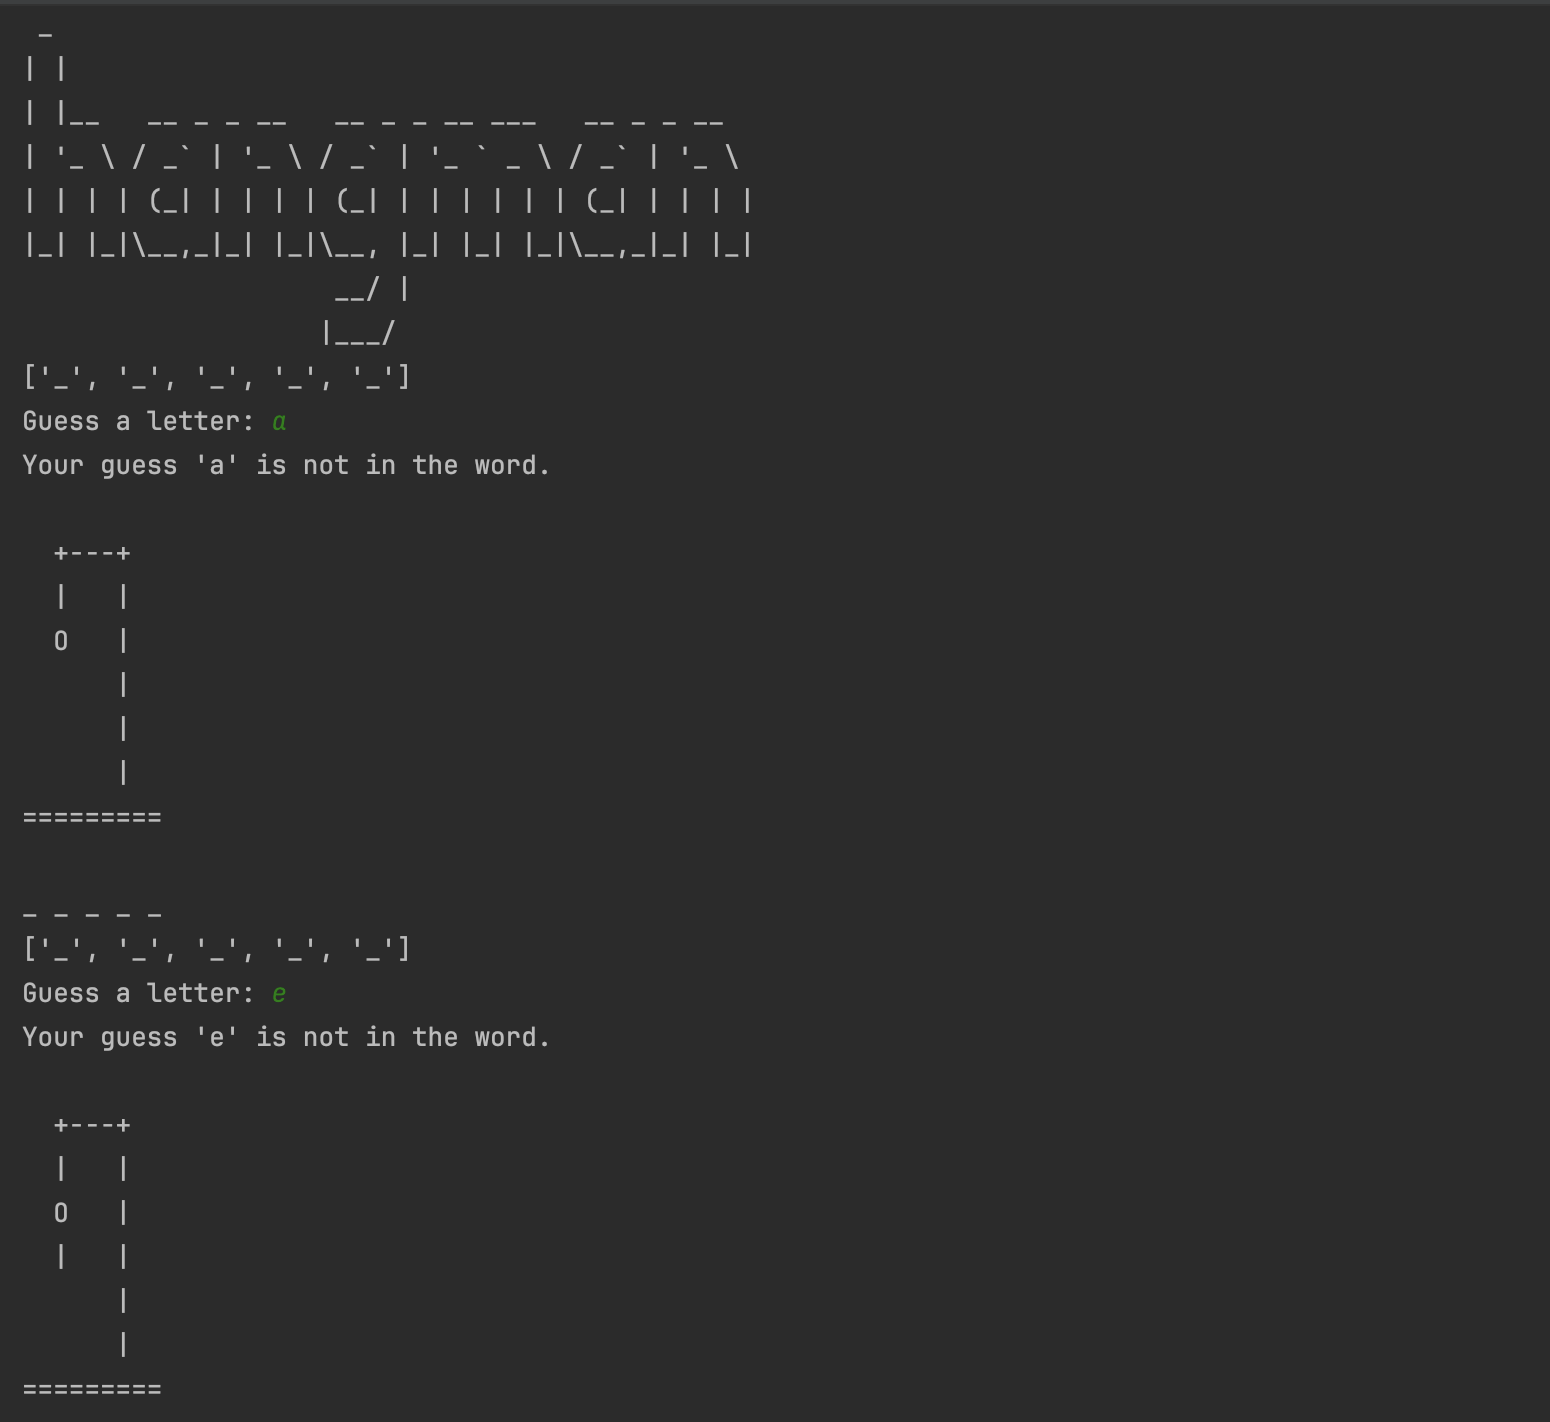 _
| |
| |__   __ _ _ __   __ _ _ __ ___   __ _ _ __
| '_ \ / _` | '_ \ / _` | '_ ` _ \ / _` | '_ \
| | | | (_| | | | | (_| | | | | | | (_| | | | |
|_| |_|\__,_|_| |_|\__, |_| |_| |_|\__,_|_| |_|
                    __/ |
                   |___/
['_', '_', '_', '_', '_']
Guess a letter: a
Your guess 'a' is not in the word.

  +---+
  |   |
  O   |
      |
      |
      |
=========

_ _ _ _ _
['_', '_', '_', '_', '_']
Guess a letter: e
Your guess 'e' is not in the word.

  +---+
  |   |
  O   |
  |   |
      |
      |
=========